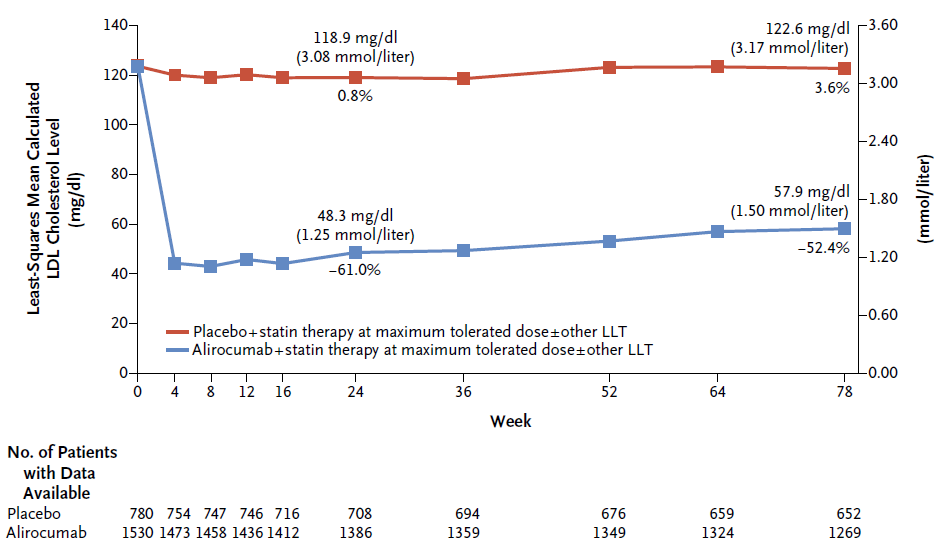 Least-Squares Mean Calculated
LDL Cholesterol Level
(mg/dl)
140
120
100
80
60
40
20
0
118.9 mg/dl
(3.08 mmol/liter)
0.8%
122.6 mg/dl
(3.17 mmol/liter)
3.6%
48.3 mg/dl
(1.25 mmol/liter)
−61.0%
57.9 mg/dl
(1.50 mmol/liter)
−52.4%
Placebo+statin therapy at maximum tolerated dose±other LLT
Alirocumab+statin therapy at maximum tolerated dose±other LLT
3.60
3.00
2.40
1.80
1.20
0.60
0.00
(mmol/liter)
0 4 8 12 16 24 36 52 64 78
Week
No. of Patients
with Data
Available
Placebo 780 754 747 746 716 708 694 676 659 652
Alirocumab 1530 1473 1458 1436 1412 1386 1359 1349 1324 1269